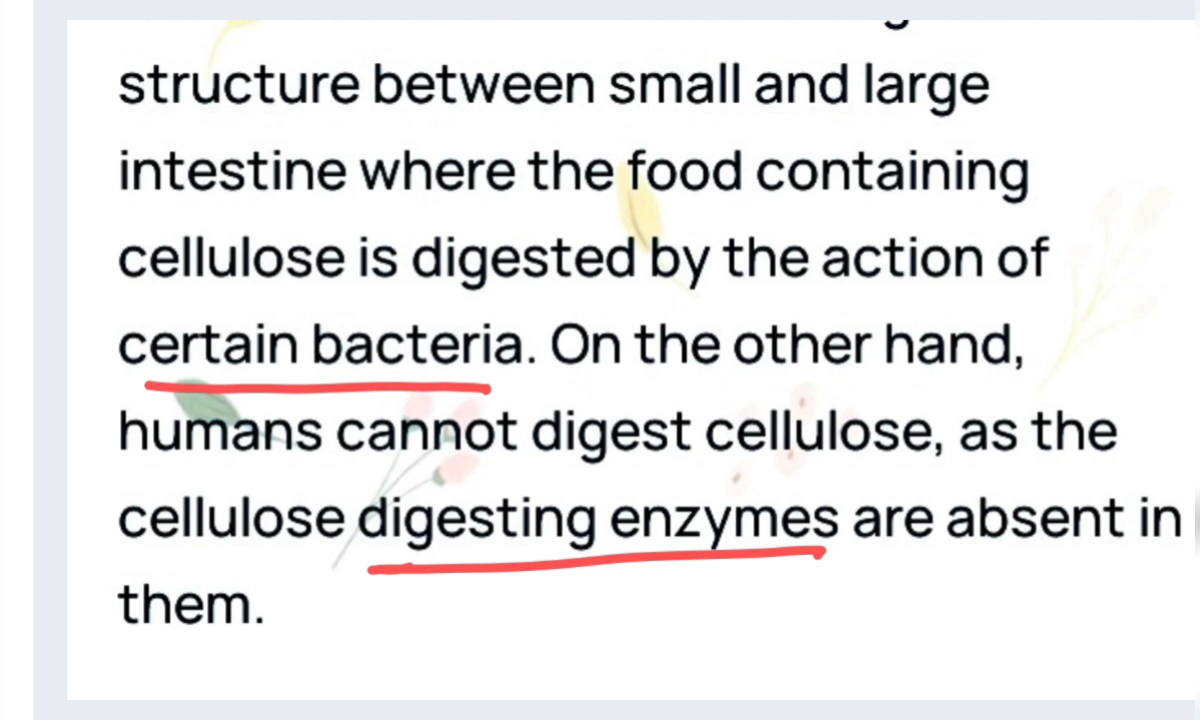 structure between small and large
intestine where the food containing
cellulose is digested by the action of
certain bacteria. On the other hand,
humans cannot digest cellulose, as the
cellulose digesting enzymes are absent in
them.